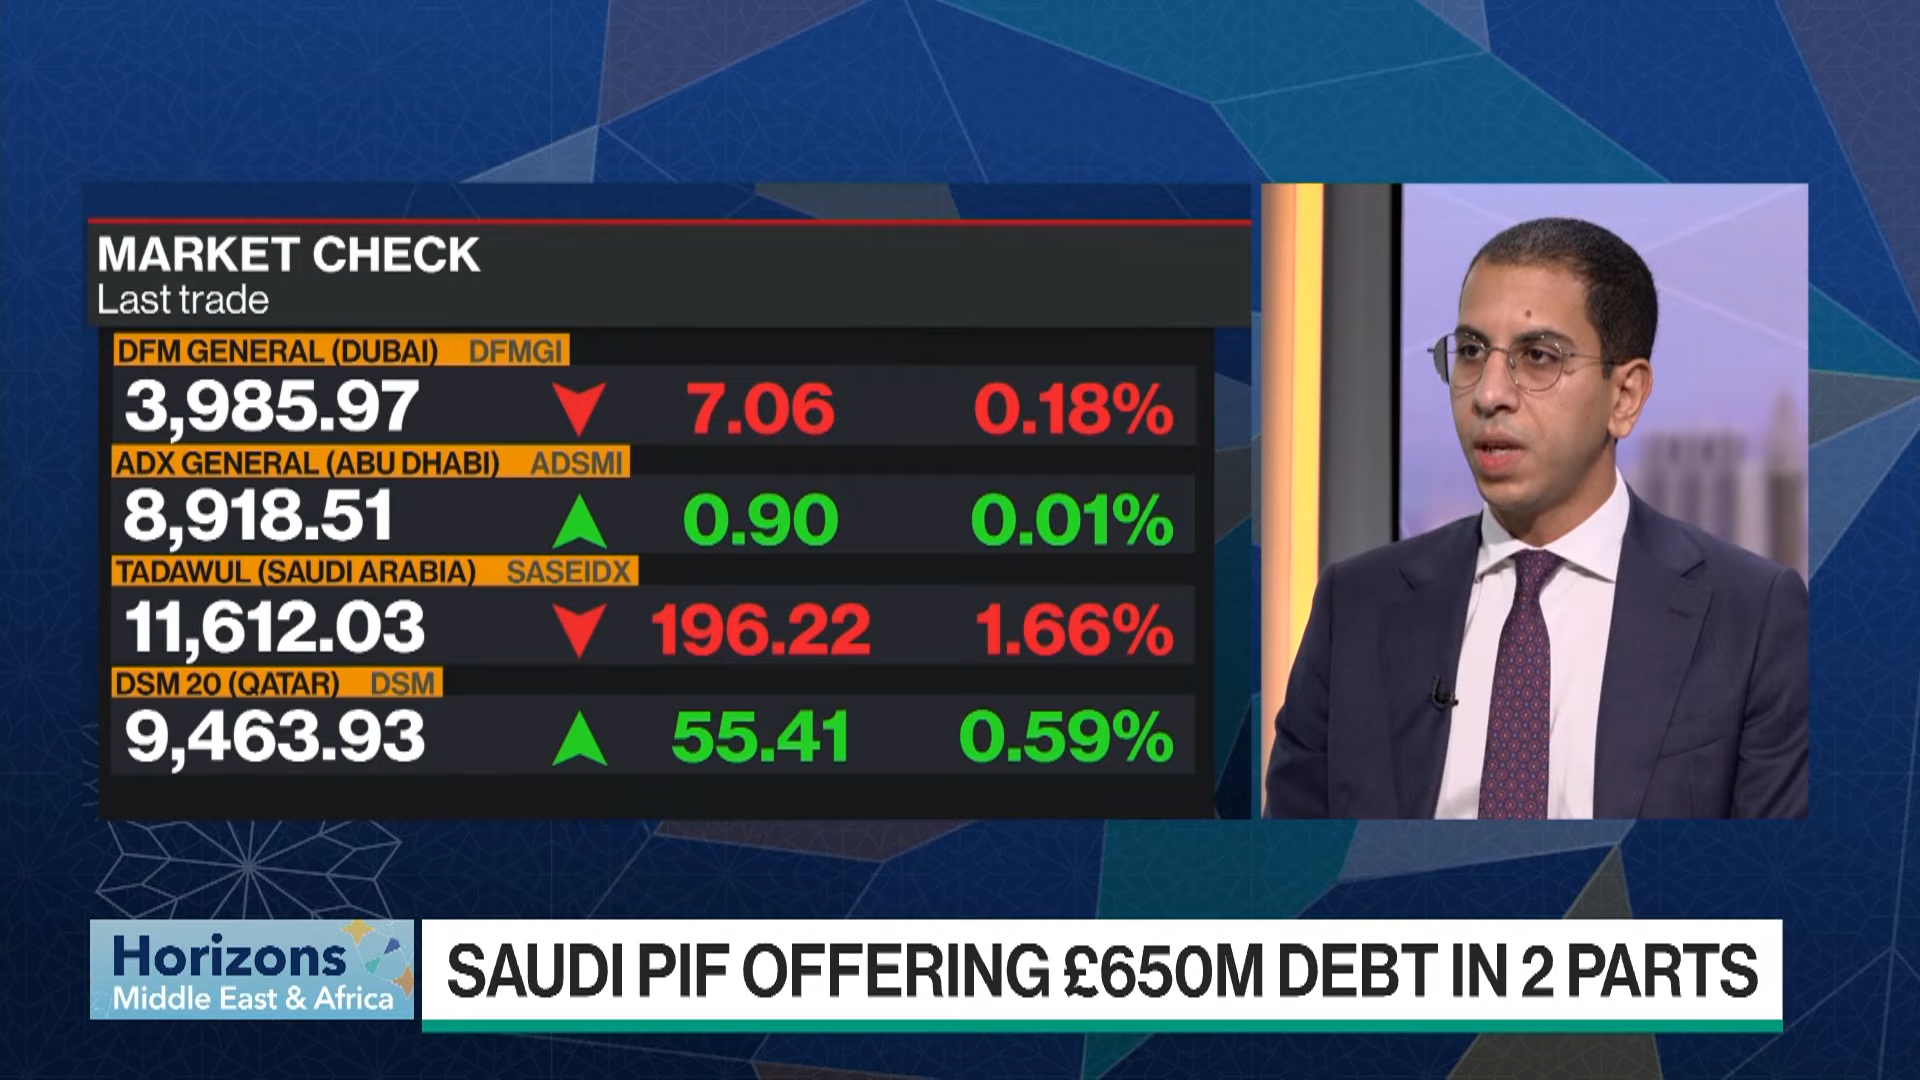 MARKET CHECK
Last trade
DFM GENERAL (DUBAI) DFMGI
3,985.97 7.06 0.18%
ADX GENERAL (ABU DHABI) ADSMI
8,918.51 0.90 0.01%
TADAWUL (SAUDI ARABIA) SASEIDX
11,612.03 196.22 1.66%
DSM 20 (QATAR) DSM
9,463.93 55.41 0.59%
Horizons
Middle East & Africa
SAUDI PIF OFFERING £650M DEBT IN 2 PARTS